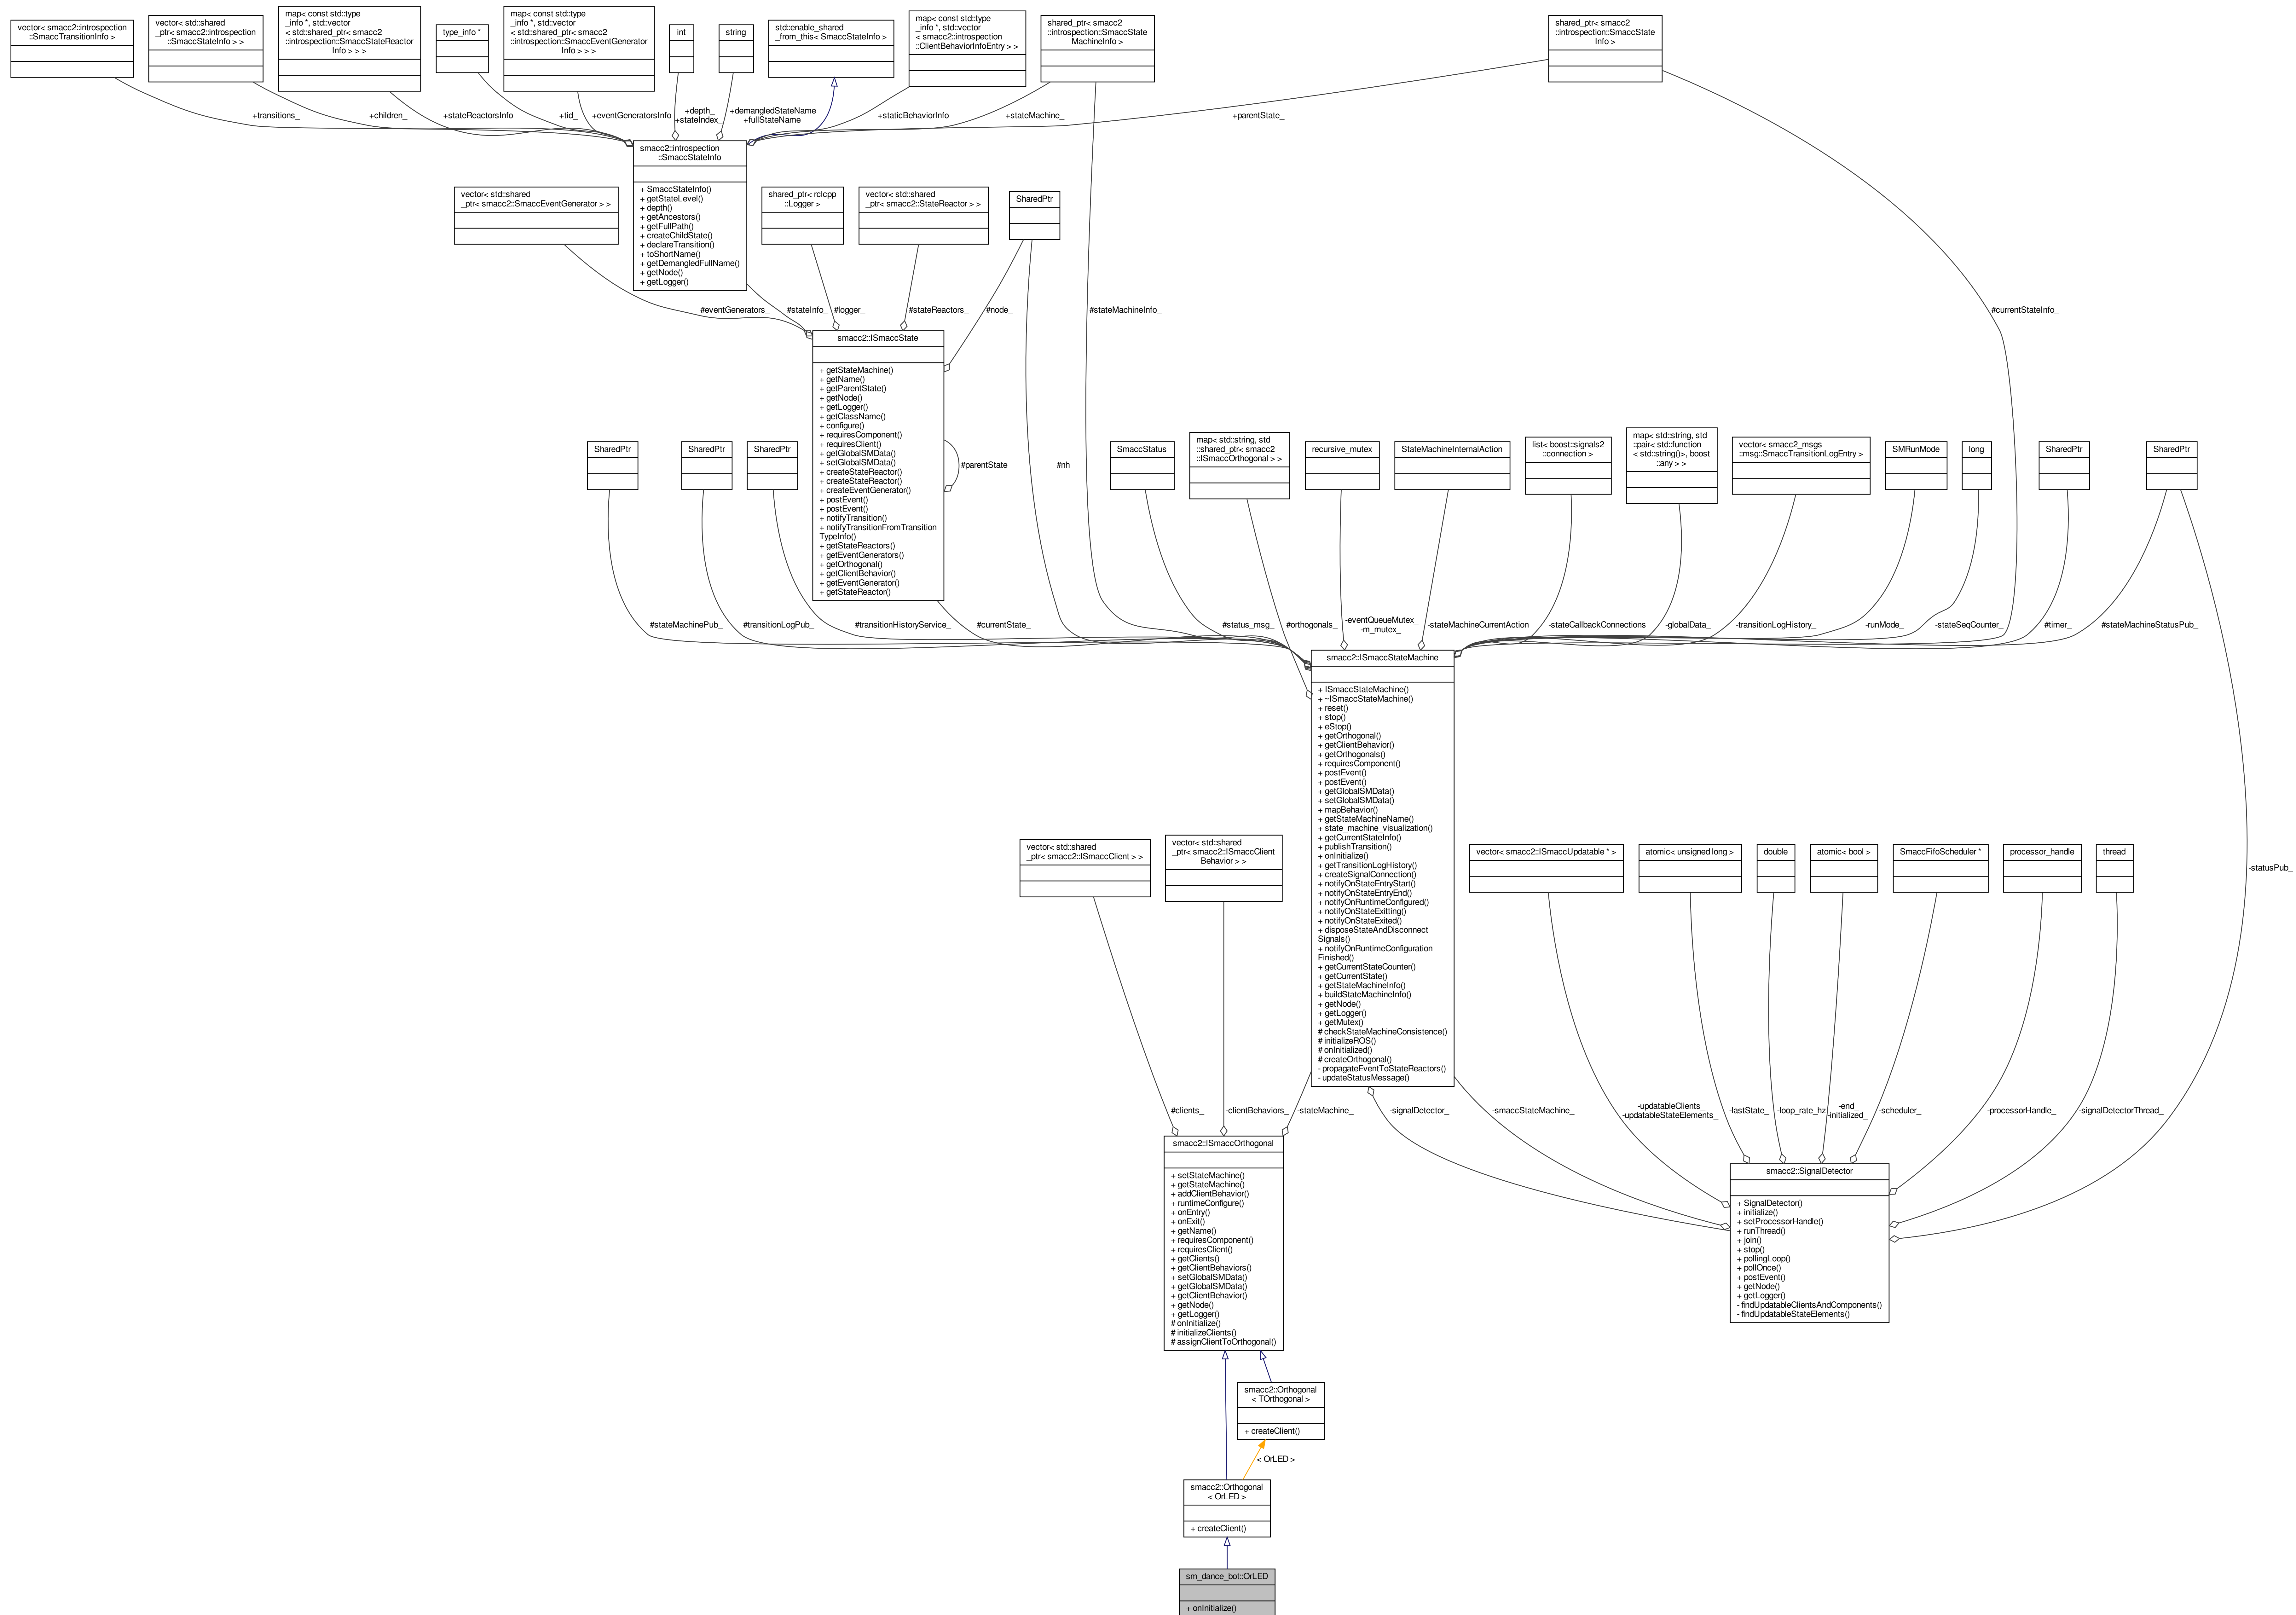 vector< smacc2::introspection
::SmaccTransitionInfo >
vector< std::shared
_ptr< smacc2::introspection
::SmaccStateInfo > >
map< const std::type
_info *, std::vector
< std::shared_ptr< smacc2
::introspection::SmaccStateReactor
Info > > >
type_info *
map< const std::type
_info *, std::vector
< std::shared_ptr< smacc2
::introspection::SmaccEventGenerator
Info > > >
int
string
std::enable_shared
_from_this< SmaccStateInfo >
map< const std::type
_info *, std::vector
< smacc2::introspection
::ClientBehaviorInfoEntry > >
shared_ptr< smacc2
::introspection::SmaccState
MachineInfo >
shared_ptr< smacc2
::introspection::SmaccState
Info >
+transitions_
+children_
+stateReactorsInfo
+tid_
+eventGeneratorsInfo
+depth_
+stateIndex_
+demangledStateName
+fullStateName
+staticBehaviorInfo
+stateMachine_
+parentState_
smacc2::introspection
::SmaccStateInfo
+ SmaccStateInfo()
+ getStateLevel()
+ depth()
+ getAncestors()
+ getFullPath()
+ createChildState()
+ declareTransition()
+ toShortName()
+ getDemangledFullName()
+ getNode()
+ getLogger()
vector< std::shared
_ptr< smacc2::SmaccEventGenerator > >
shared_ptr< rclcpp
::Logger >
vector< std::shared
_ptr< smacc2::StateReactor > >
SharedPtr
#eventGenerators_
#stateInfo_
#logger_
#stateReactors_
#node_
#stateMachineInfo_
#currentStateInfo_
smacc2::ISmaccState
+ getStateMachine()
+ getName()
+ getParentState()
+ getNode()
+ getLogger()
+ getClassName()
+ configure()
+ requiresComponent()
+ requiresClient()
+ getGlobalSMData()
+ setGlobalSMData()
+ createStateReactor()
+ createStateReactor()
+ createEventGenerator()
+ postEvent()
+ postEvent()
+ notifyTransition()
+ notifyTransitionFromTransition
TypeInfo()
+ getStateReactors()
+ getEventGenerators()
+ getOrthogonal()
+ getClientBehavior()
+ getEventGenerator()
+ getStateReactor()
#parentState_
#nh_
SharedPtr
SharedPtr
SharedPtr
SmaccStatus
map< std::string, std
::shared_ptr< smacc2
::ISmaccOrthogonal > >
recursive_mutex
StateMachineInternalAction
list< boost::signals2
::connection >
map< std::string, std
::pair< std::function
< std::string()>, boost
::any > >
vector< smacc2_msgs
::msg::SmaccTransitionLogEntry >
SMRunMode
long
SharedPtr
SharedPtr
#stateMachinePub_
#transitionLogPub_
#transitionHistoryService_
#currentState_
#status_msg_
#orthogonals_
-eventQueueMutex_
-m_mutex_
-stateMachineCurrentAction
-stateCallbackConnections
-globalData_
-transitionLogHistory_
-runMode_
-stateSeqCounter_
#timer_
#stateMachineStatusPub_
smacc2::ISmaccStateMachine
+ ISmaccStateMachine()
+ ~ISmaccStateMachine()
+ reset()
+ stop()
+ eStop()
+ getOrthogonal()
+ getClientBehavior()
+ getOrthogonals()
+ requiresComponent()
+ postEvent()
+ postEvent()
+ getGlobalSMData()
+ setGlobalSMData()
+ mapBehavior()
+ getStateMachineName()
+ state_machine_visualization()
+ getCurrentStateInfo()
+ publishTransition()
+ onInitialize()
+ getTransitionLogHistory()
+ createSignalConnection()
+ notifyOnStateEntryStart()
+ notifyOnStateEntryEnd()
+ notifyOnRuntimeConfigured()
+ notifyOnStateExitting()
+ notifyOnStateExited()
+ disposeStateAndDisconnect
Signals()
+ notifyOnRuntimeConfiguration
Finished()
+ getCurrentStateCounter()
+ getCurrentState()
+ getStateMachineInfo()
+ buildStateMachineInfo()
+ getNode()
+ getLogger()
+ getMutex()
# checkStateMachineConsistence()
# initializeROS()
# onInitialized()
# createOrthogonal()
- propagateEventToStateReactors()
- updateStatusMessage()
vector< std::shared
_ptr< smacc2::ISmaccClient > >
vector< std::shared
_ptr< smacc2::ISmaccClient
Behavior > >
vector< smacc2::ISmaccUpdatable * >
atomic< unsigned long >
double
atomic< bool >
SmaccFifoScheduler *
processor_handle
thread
-statusPub_
#clients_
-clientBehaviors_
-stateMachine_
-signalDetector_
-smaccStateMachine_
-updatableClients_
-updatableStateElements_
-lastState_
-loop_rate_hz
-end_
-initialized_
-scheduler_
-processorHandle_
-signalDetectorThread_
smacc2::ISmaccOrthogonal
+ setStateMachine()
+ getStateMachine()
+ addClientBehavior()
+ runtimeConfigure()
+ onEntry()
+ onExit()
+ getName()
+ requiresComponent()
+ requiresClient()
+ getClients()
+ getClientBehaviors()
+ setGlobalSMData()
+ getGlobalSMData()
+ getClientBehavior()
+ getNode()
+ getLogger()
# onInitialize()
# initializeClients()
# assignClientToOrthogonal()
smacc2::SignalDetector
+ SignalDetector()
+ initialize()
+ setProcessorHandle()
+ runThread()
+ join()
+ stop()
+ pollingLoop()
+ pollOnce()
+ postEvent()
+ getNode()
+ getLogger()
- findUpdatableClientsAndComponents()
- findUpdatableStateElements()
smacc2::Orthogonal
< TOrthogonal >
+ createClient()
< OrLED >
smacc2::Orthogonal
< OrLED >
+ createClient()
sm_dance_bot::OrLED
+ onInitialize()